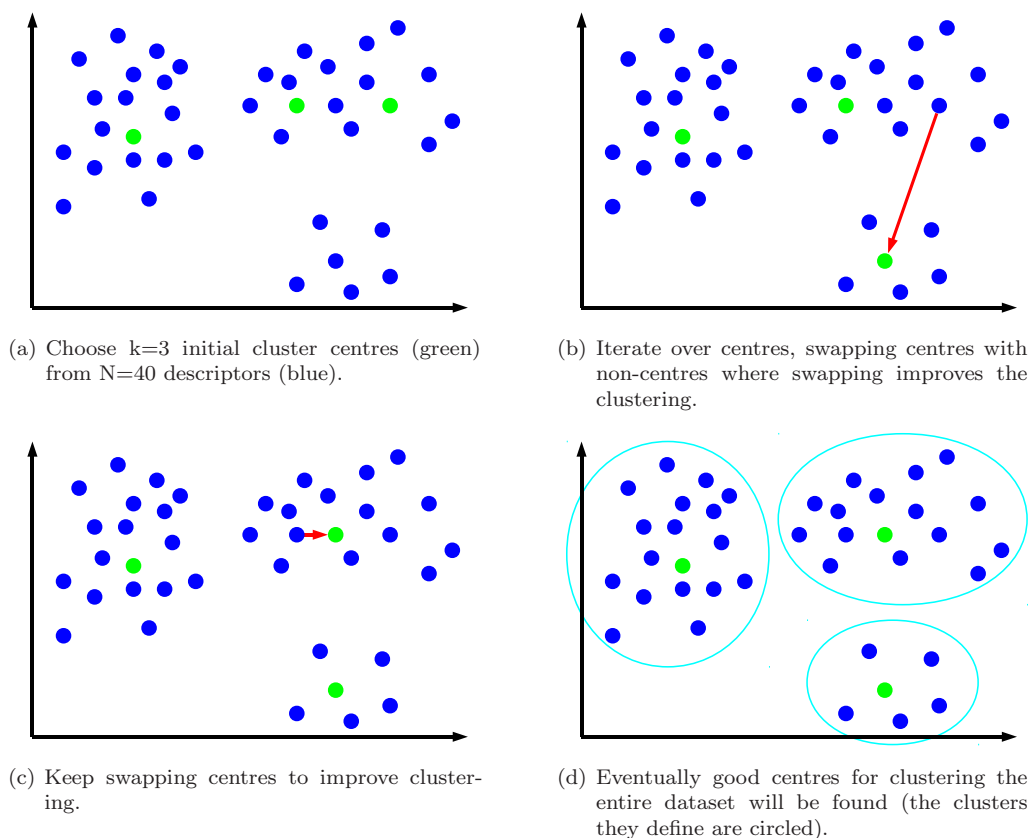 (a) Choose k=3 initial cluster centres (green)
from N=40 descriptors (blue).
(b) Iterate over centres, swapping centres with
non-centres where swapping improves the
clustering.
(c) Keep swapping centres to improve cluster-
ing.
(d) Eventually good centres for clustering the
entire dataset will be found (the clusters
they define are circled).